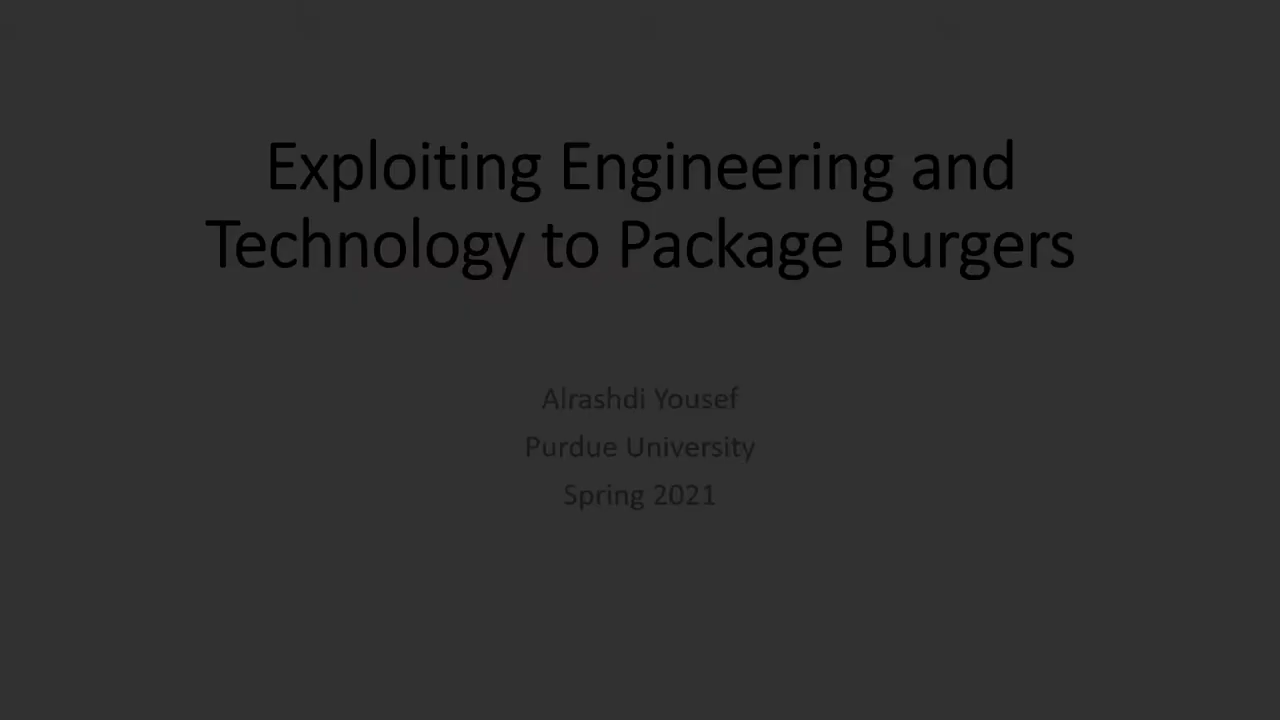 Exploiting Engineering and
Technology to Package Burgers
Alrashdi Yousef
Purdue University
Spring 2021